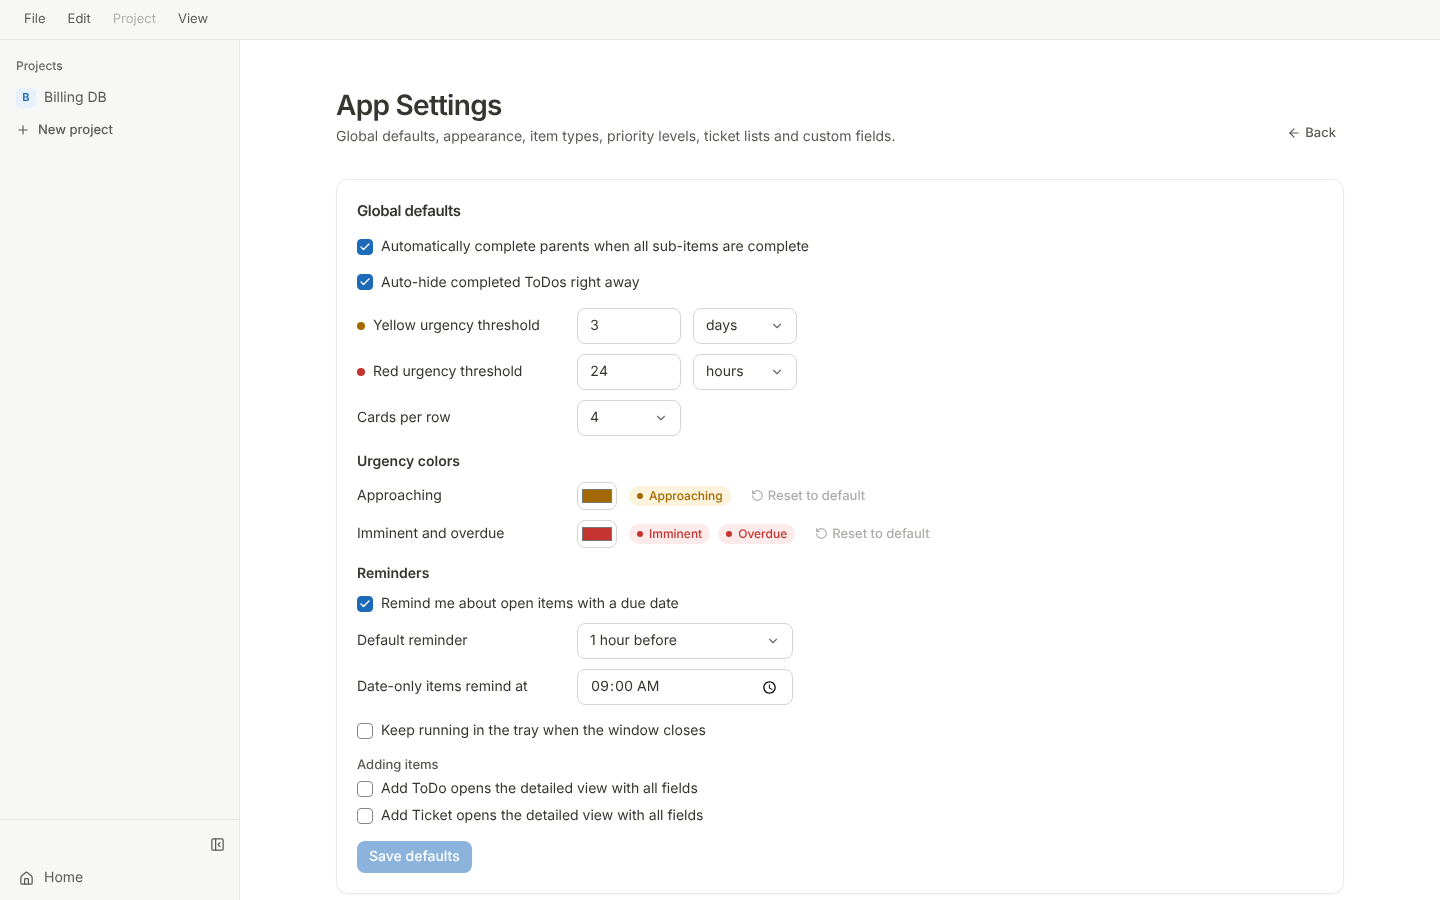 File Edit Project View
Projects
B Billing DB
New project
Home
App Settings
Global defaults, appearance, item types, priority levels, ticket lists and custom fields.
Back
Global defaults
Automatically complete parents when all sub-items are complete
Auto-hide completed ToDos right away
Yellow urgency threshold 3 days
Red urgency threshold 24 hours
Cards per row 4
Urgency colors
Approaching Approaching Reset to default
Imminent and overdue Imminent Overdue Reset to default
Reminders
Remind me about open items with a due date
Default reminder 1 hour before
Date-only items remind at 09:00 AM
Keep running in the tray when the window closes
Adding items
Add ToDo opens the detailed view with all fields
Add Ticket opens the detailed view with all fields
Save defaults